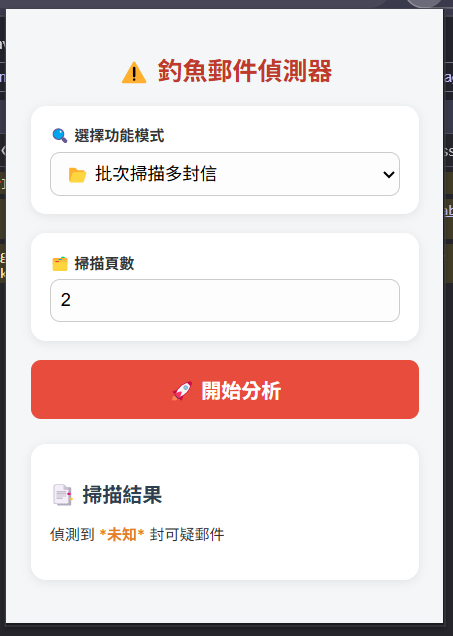 ⚠️ 釣魚郵件偵測器
🔍 選擇功能模式
📂 批次掃描多封信
🗂️ 掃描頁數
2
🚀 開始分析
📑 掃描結果
偵測到 *未知* 封可疑郵件